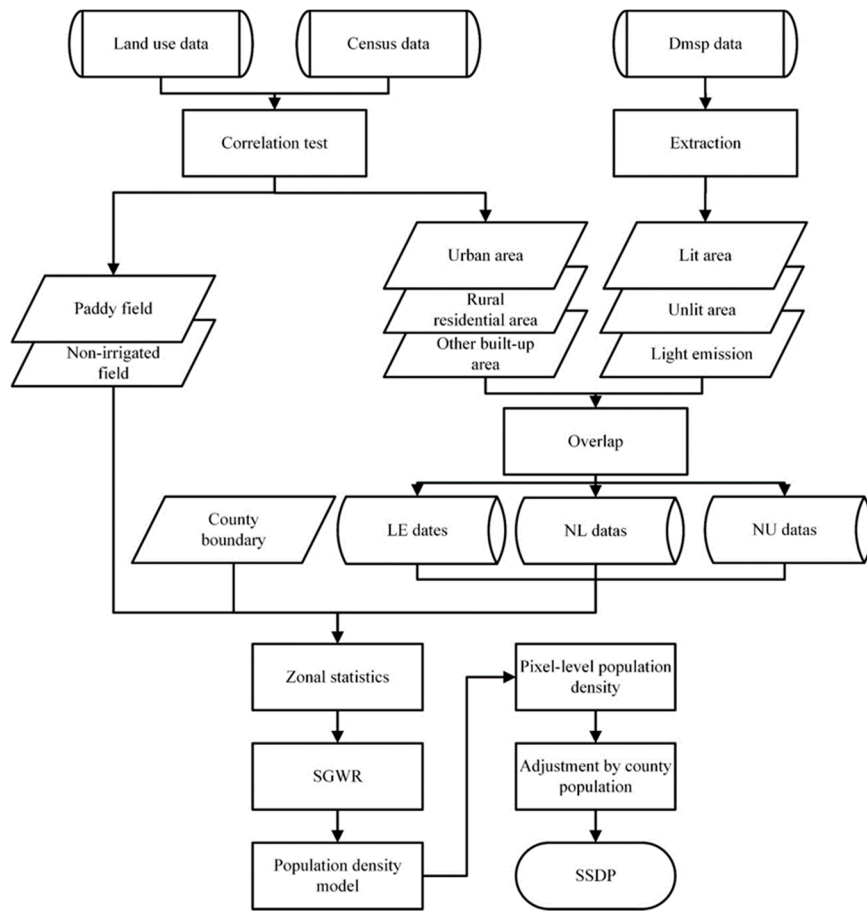 Land use data
Census data
Dmsp data
Correlation test
Extraction
Urban area
Lit area
Paddy field
Rural
residential area
Unlit area
Non-irrigated
field
Other built-up
area
Light emission
Overlap
County
boundary
LE dates
NL datas
NU datas
Zonal statistics
Pixel-level population
density
SGWR
Adjustment by county
population
Population density
model
SSDP